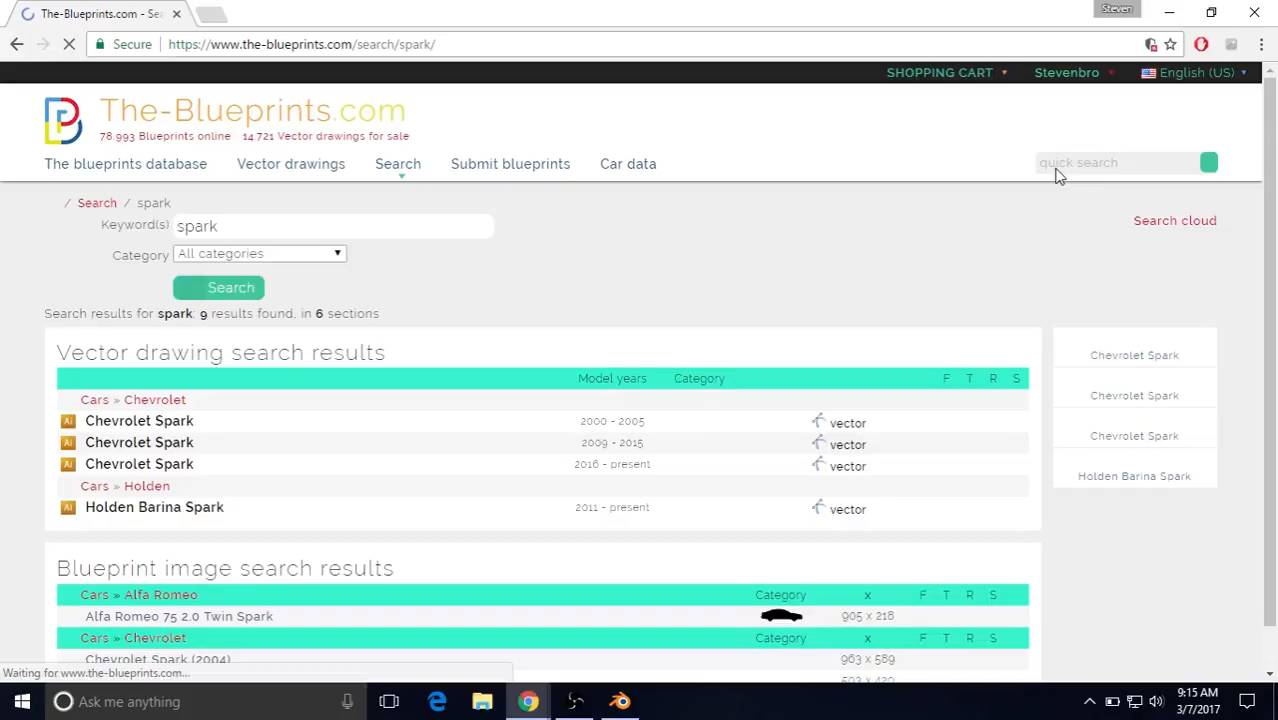 The-Blueprints.com - Sea
Steven
Secure
https://www.the-blueprints.com/search/spark/
SHOPPING CART
Stevenbro
English (US)
The-Blueprints.com
78.993 Blueprints online 14.721 Vector drawings for sale
The blueprints database Vector drawings Search Submit blueprints Car data
quick search
/ Search / spark
Keyword(s) spark
Search cloud
Category All categories
Search
Search results for spark: 9 results found, in 6 sections
Vector drawing search results
Model years Category F T R S
Cars » Chevrolet
Ai Chevrolet Spark 2000 - 2005 vector
Ai Chevrolet Spark 2009 - 2015 vector
Ai Chevrolet Spark 2016 - present vector
Cars » Holden
Ai Holden Barina Spark 2011 - present vector
Chevrolet Spark
Chevrolet Spark
Chevrolet Spark
Holden Barina Spark
Blueprint image search results
Cars » Alfa Romeo Category x F T R S
Alfa Romeo 75 2.0 Twin Spark 905 x 218
Cars » Chevrolet Category x F T R S
Chevrolet Spark (2004) 963 x 589
Waiting for www.the-blueprints.com...
Ask me anything
9:15 AM
3/7/2017